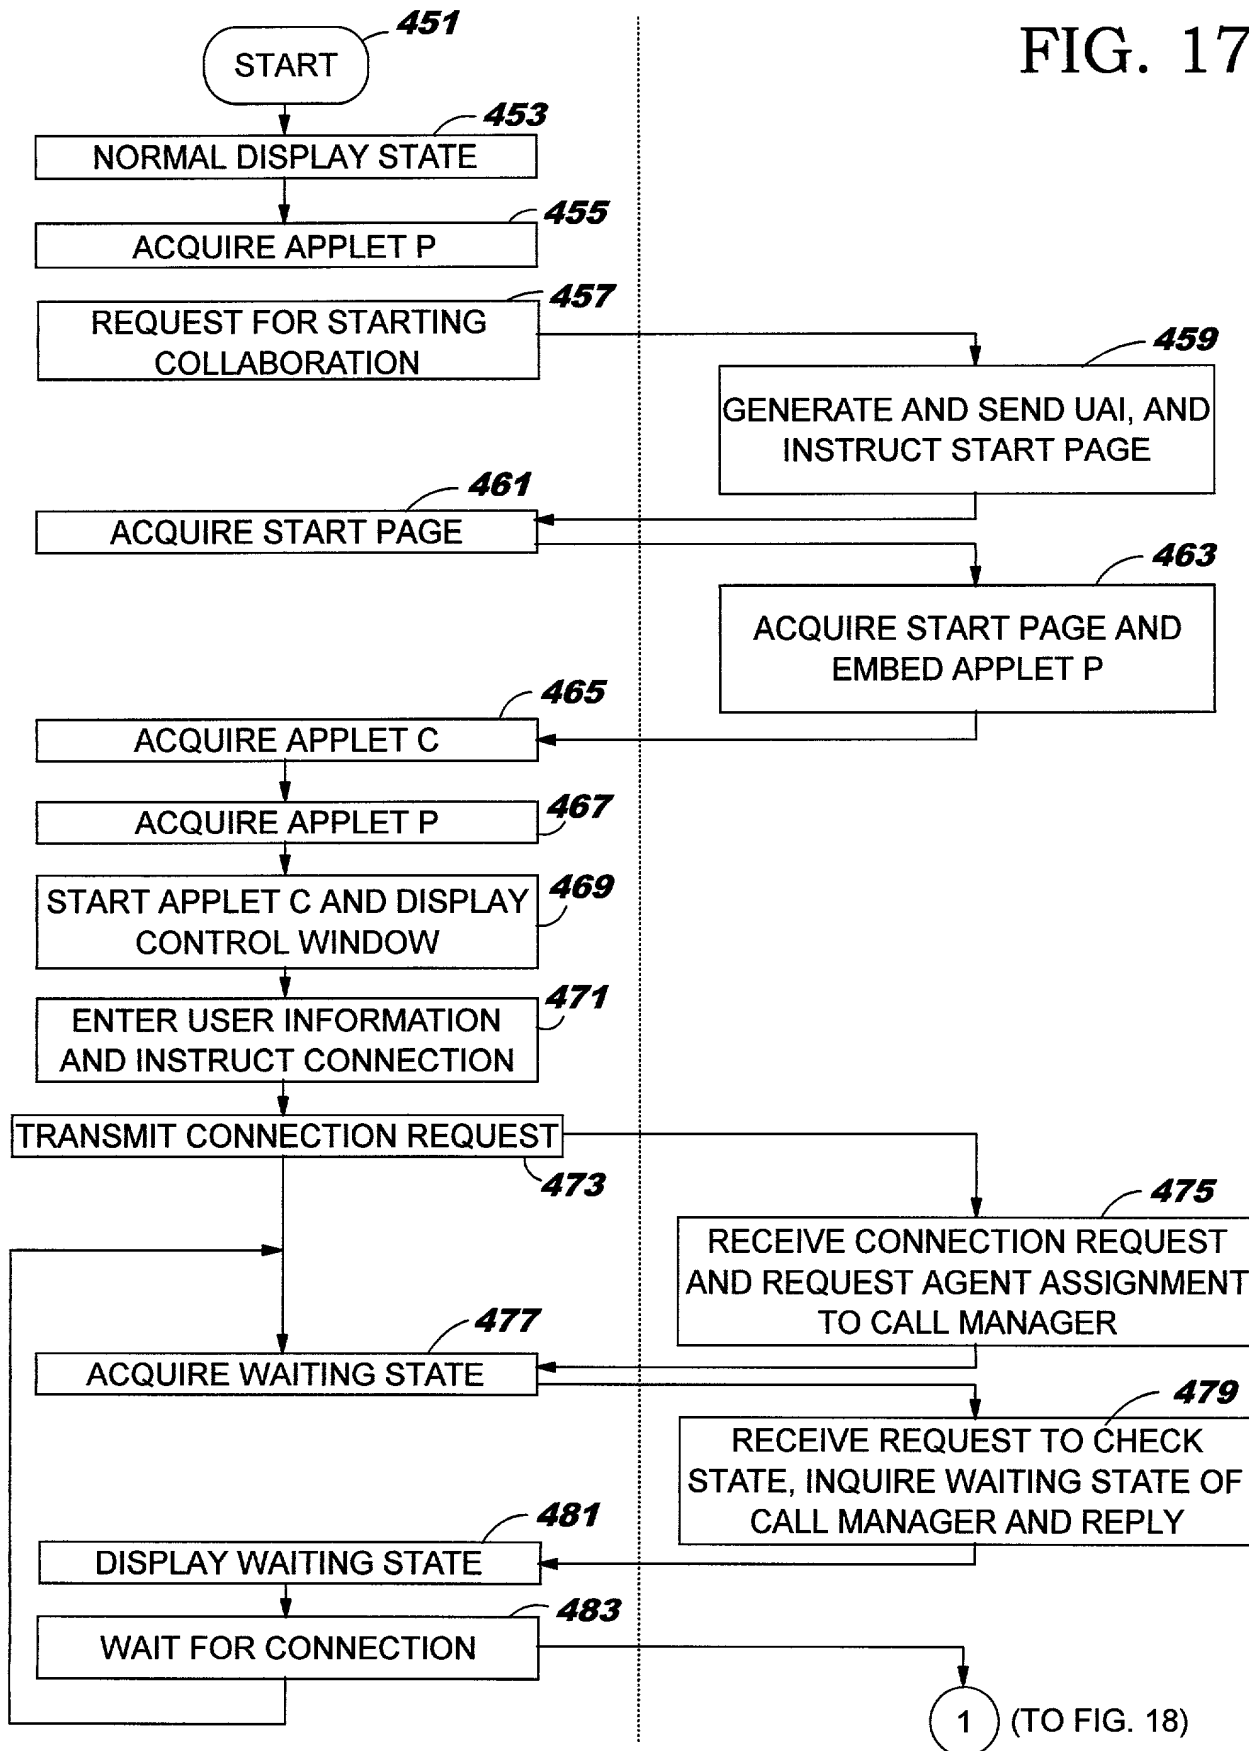 FIG. 17
451
START
453
NORMAL DISPLAY STATE
455
ACQUIRE APPLET P
457
REQUEST FOR STARTING
COLLABORATION
459
GENERATE AND SEND UAI, AND
INSTRUCT START PAGE
461
ACQUIRE START PAGE
463
ACQUIRE START PAGE AND
EMBED APPLET P
465
ACQUIRE APPLET C
467
ACQUIRE APPLET P
469
START APPLET C AND DISPLAY
CONTROL WINDOW
471
ENTER USER INFORMATION
AND INSTRUCT CONNECTION
TRANSMIT CONNECTION REQUEST
473
475
RECEIVE CONNECTION REQUEST
AND REQUEST AGENT ASSIGNMENT
TO CALL MANAGER
477
ACQUIRE WAITING STATE
479
RECEIVE REQUEST TO CHECK
STATE, INQUIRE WAITING STATE OF
CALL MANAGER AND REPLY
481
DISPLAY WAITING STATE
483
WAIT FOR CONNECTION
1 (TO FIG. 18)